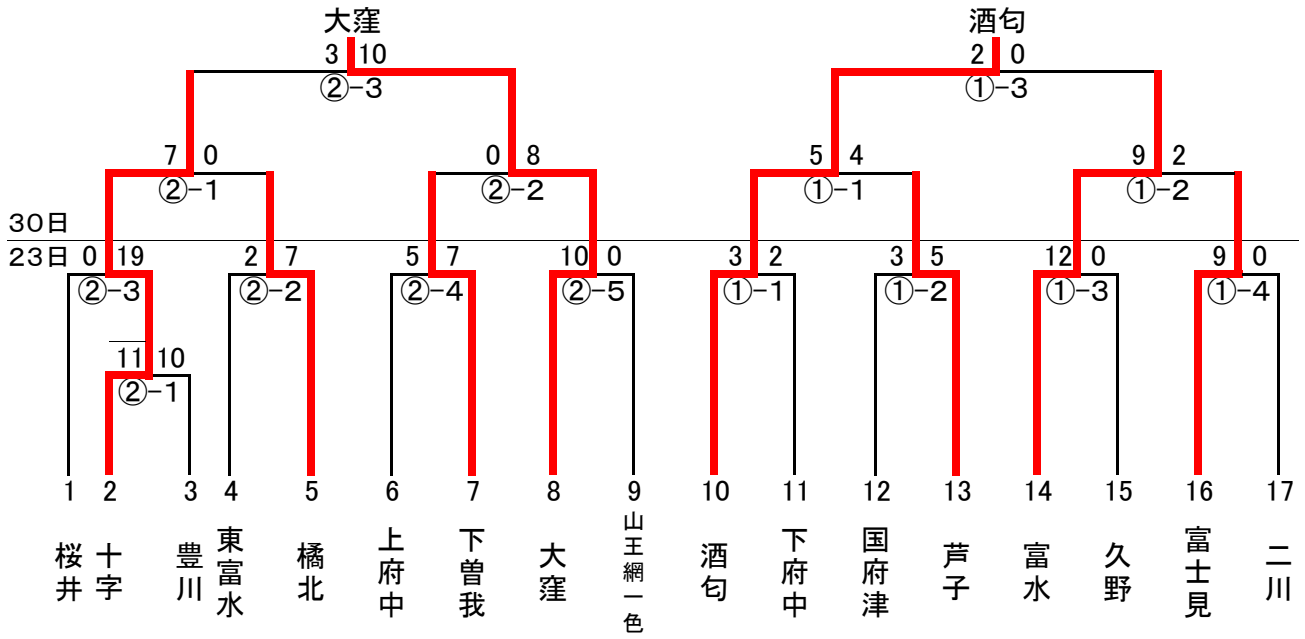 大窪 酒匂
3 10 2 0
②-3 ①-3
7 0 0 8 5 4 9 2
②-1 ②-2 ①-1 ①-2
30日
23日 0 19 2 7 5 7 10 0 3 2 3 5 12 0 9 0
②-3 ②-2 ②-4 ②-5 ①-1 ①-2 ①-3 ①-4
11 10
②-1
1 2 3 4 5 6 7 8 9 10 11 12 13 14 15 16 17
桜井
十字
豊川
東富水
橘北
上府中
下曽我
大窪
山王網一色
酒匂
下府中
国府津
芦子
富水
久野
富士見
二川